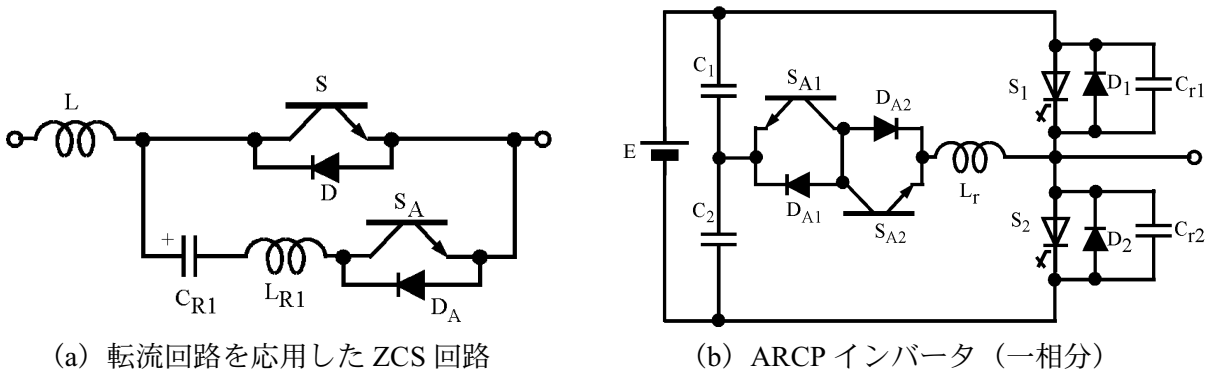 L
S
D
S_A
+
C_R1
L_R1
D_A
(a) 転流回路を応用した ZCS 回路
E
C_1
C_2
S_A1
D_A2
D_A1
S_A2
L_r
S_1
D_1
C_r1
S_2
D_2
C_r2
(b) ARCP インバータ（一相分）